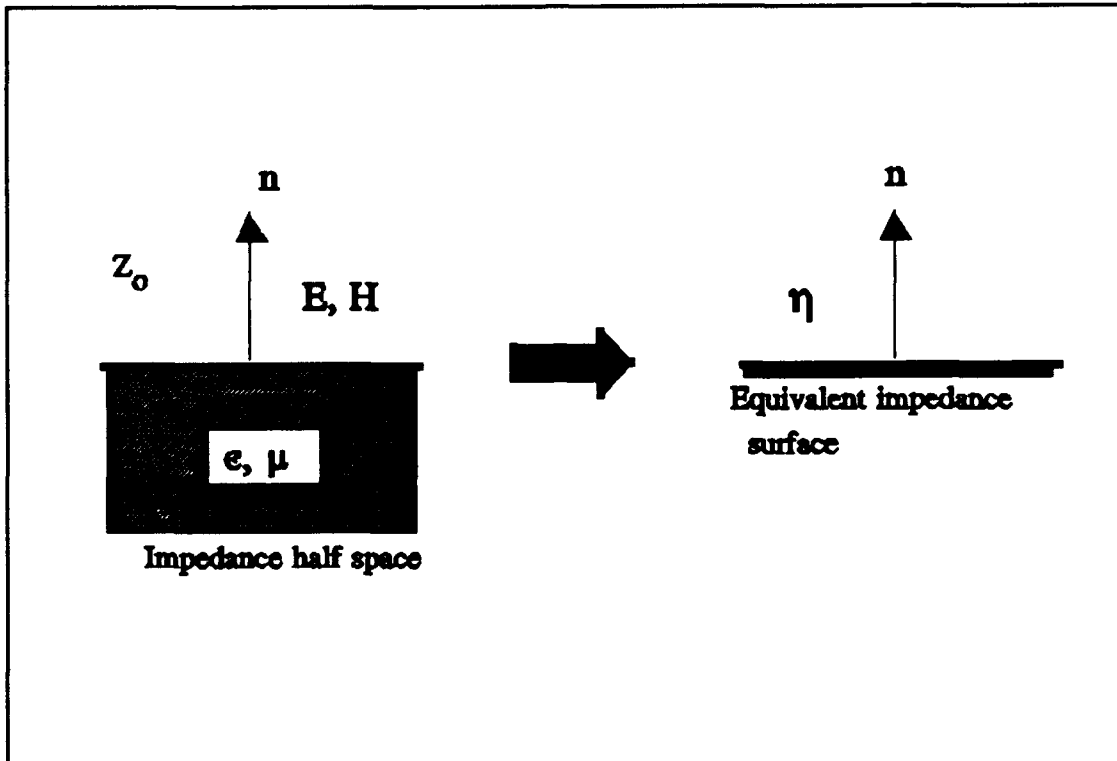 n
Z₀
E, H
ϵ, μ
Impedance half space
n
η
Equivalent impedance
surface